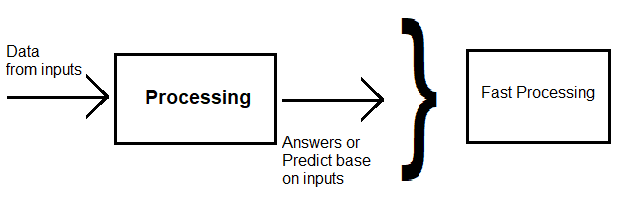 Data
from inputs
Processing
Answers or
Predict base
on inputs
Fast Processing